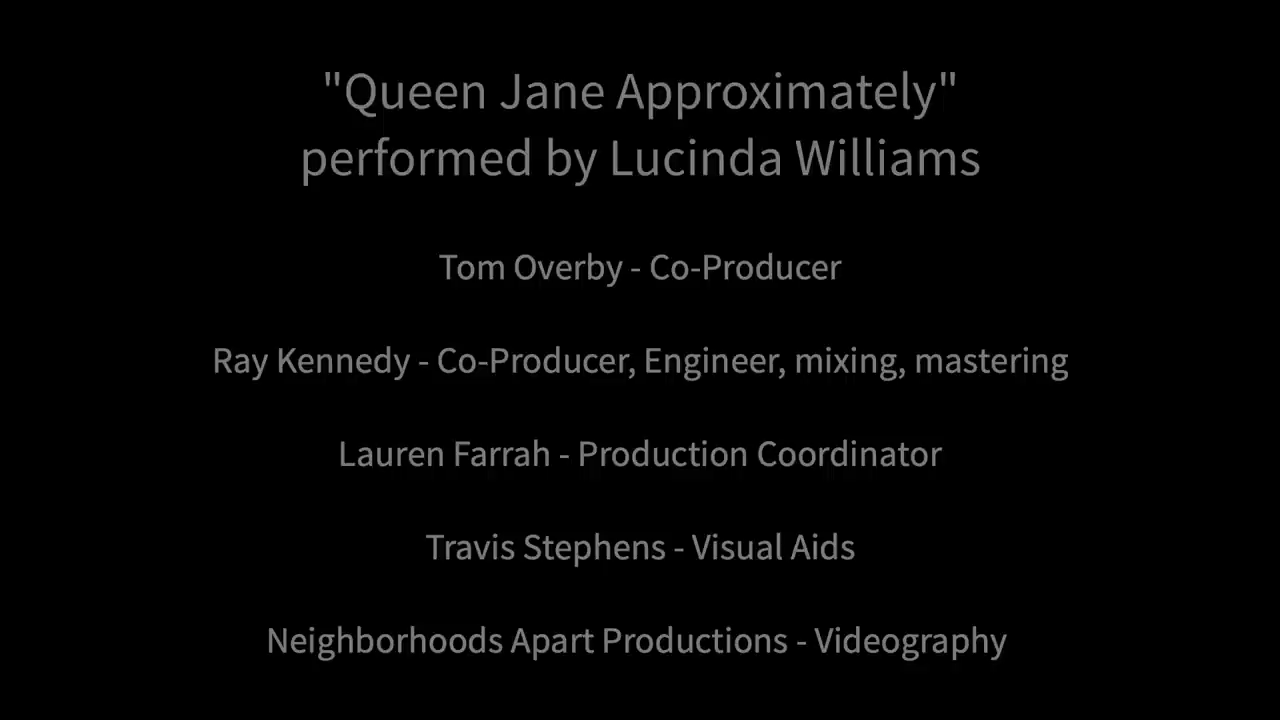 "Queen Jane Approximately"
performed by Lucinda Williams
Tom Overby - Co-Producer
Ray Kennedy - Co-Producer, Engineer, mixing, mastering
Lauren Farrah - Production Coordinator
Travis Stephens - Visual Aids
Neighborhoods Apart Productions - Videography